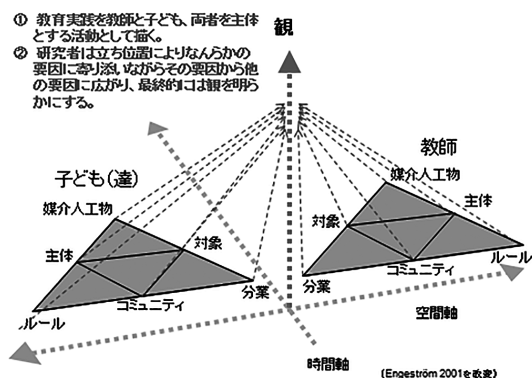 ① 教育実践を教師と子ども、両者を主体
とする活動として描く。
② 研究者は立ち位置によりなんらかの
要因に寄り添いながらその要因から他
の要因に広がり、最終的には観を明ら
かにする。
観
教師
子ども(達)
媒介人工物
媒介人工物
主体
対象
主体
対象
ルール
コミュニティ
分業
分業
コミュニティ
ルール
空間軸
時間軸
(Engeström 2001を改変)